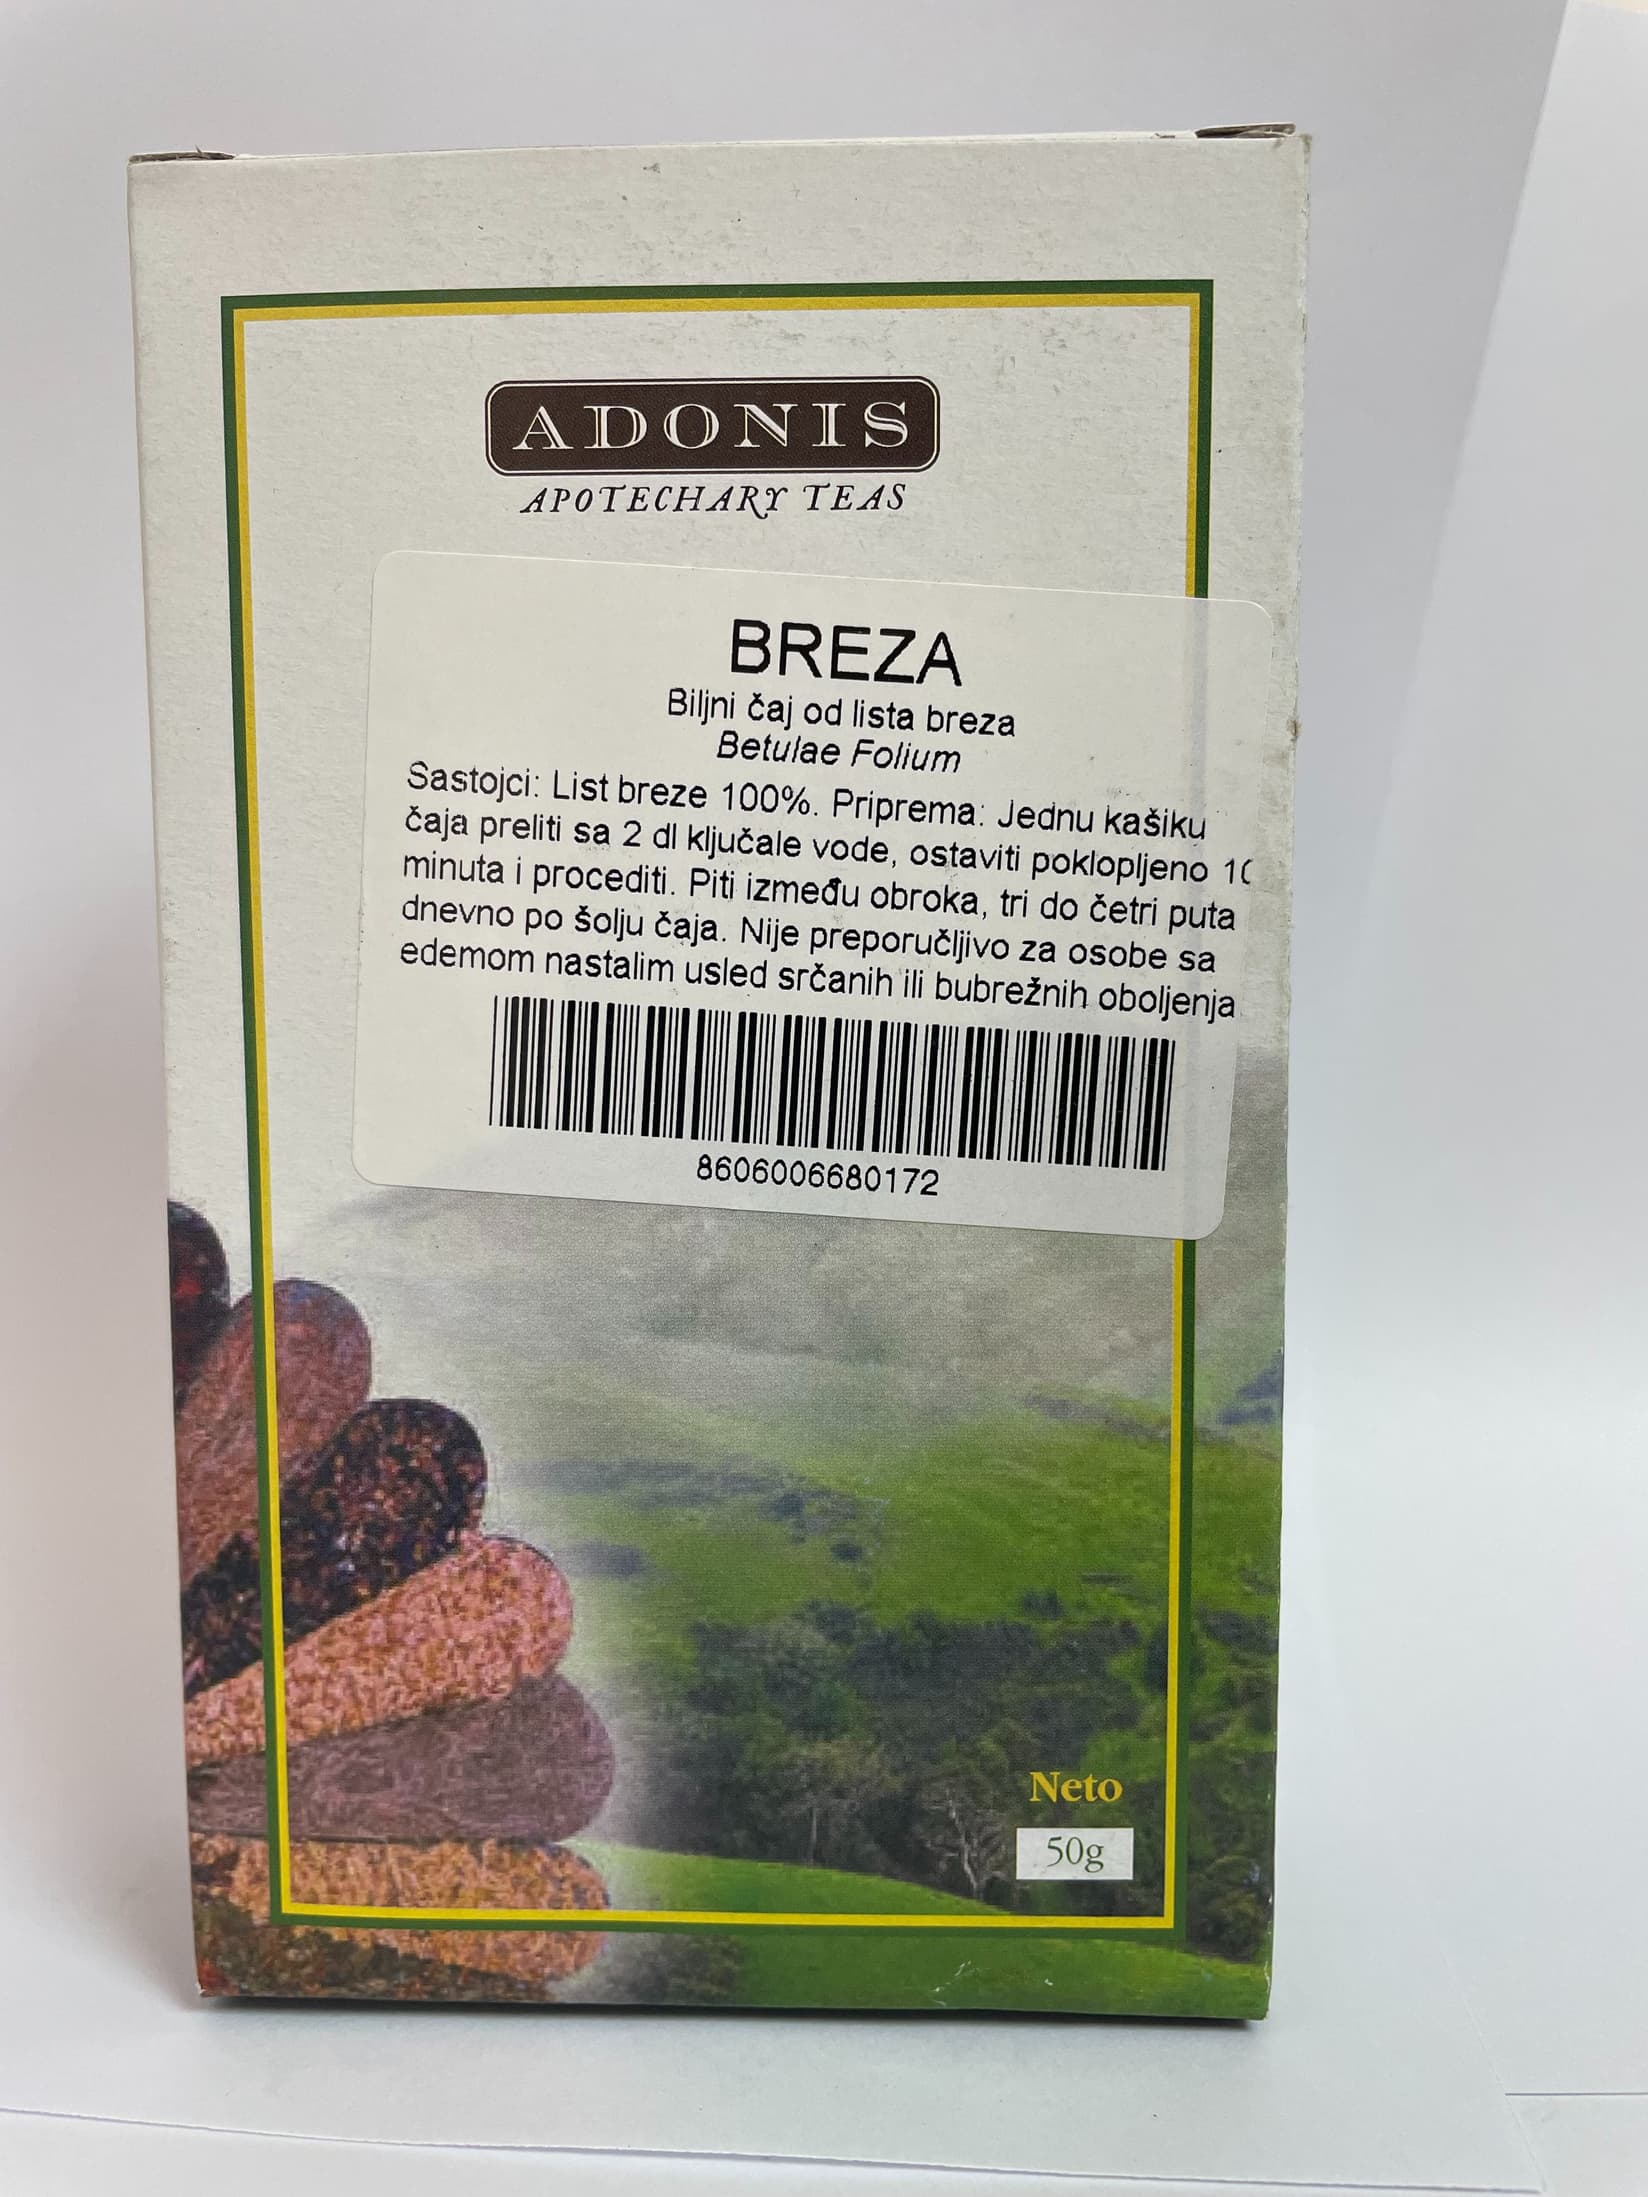 ADONIS
APOTECHARY TEAS
BREZA
Biljni čaj od lista breza
Betulae Folium
Sastojci: List breze 100%. Priprema: Jednu kašiku
čaja preliti sa 2 dl ključale vode, ostaviti poklopljeno 10
minuta i procediti. Piti između obroka, tri do četri puta
dnevno po šolju čaja. Nije preporučljivo za osobe sa
edemom nastalim usled srčanih ili bubrežnih oboljenja
8606006680172
Neto
50g